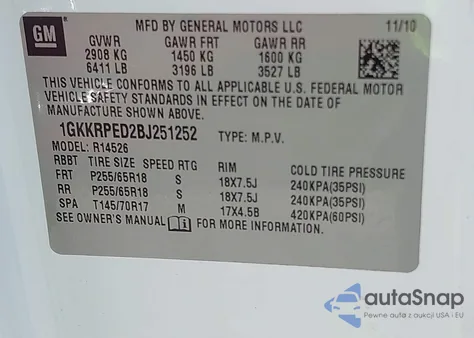 GM
MFD BY GENERAL MOTORS LLC 11/10
GVWR GAWR FRT GAWR RR
2908 KG 1450 KG 1600 KG
6411 LB 3196 LB 3527 LB
THIS VEHICLE CONFORMS TO ALL APPLICABLE U.S. FEDERAL MOTOR
VEHICLE SAFETY STANDARDS IN EFFECT ON THE DATE OF
MANUFACTURE SHOWN ABOVE.
1GKKRPED2BJ251252 TYPE: M.P.V.
MODEL: R14526
RBBT TIRE SIZE SPEED RTG RIM COLD TIRE PRESSURE
FRT P255/65R18 S 18X7.5J 240KPA(35PSI)
RR P255/65R18 S 18X7.5J 240KPA(35PSI)
SPA T145/70R17 M 17X4.5B 420KPA(60PSI)
SEE OWNER'S MANUAL FOR MORE INFORMATION.
autoSnap
Pewne auta z aukcji USA i EU